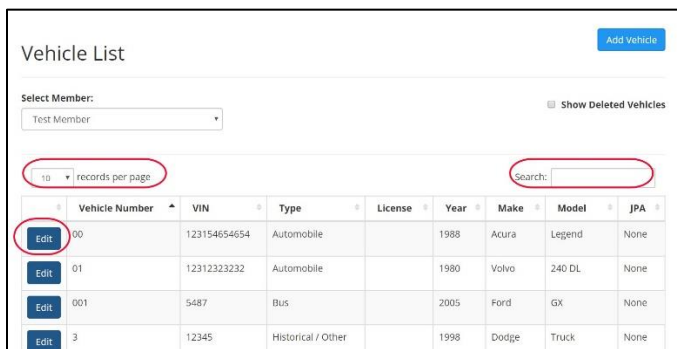 Add Vehicle
Vehicle List
Select Member:
Test Member
Show Deleted Vehicles
10 records per page
Search:
Vehicle Number VIN Type License Year Make Model JPA
Edit 00 123154654654 Automobile 1988 Acura Legend None
Edit 01 12312323232 Automobile 1980 Volvo 240 DL None
Edit 001 5487 Bus 2005 Ford GX None
Edit 3 12345 Historical / Other 1998 Dodge Truck None